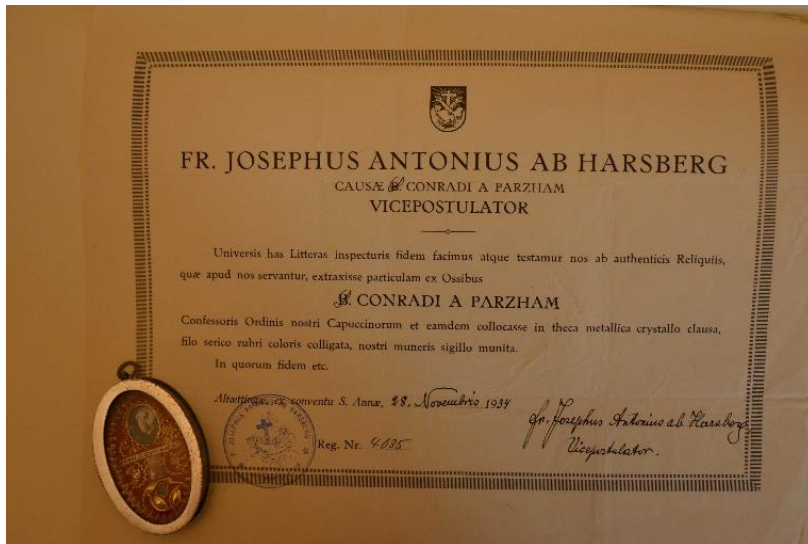 FR. JOSEPHUS ANTONIUS AB HARSBERG
CAUSÆ S. CONRADI A PARZHAM
VICEPOSTULATOR
Universis has Litteras inspecturis fidem facimus atque testamur nos ab authenticis Reliquiis,
quæ apud nos servantur, extraxisse particulam ex Ossibus
S. CONRADI A PARZHAM
Confessoris Ordinis nostri Capuccinorum et eamdem collocasse in theca metallica crystallo clausa,
filo serico rubri coloris colligata, nostri muneris sigillo munita.
In quorum fidem etc.
Altœttingæ, ex conventu S. Annæ, 28. Novembris 1934
Fr. Josephus Antonius ab Harsberg,
Vicepostulator.
Reg. Nr. 4035